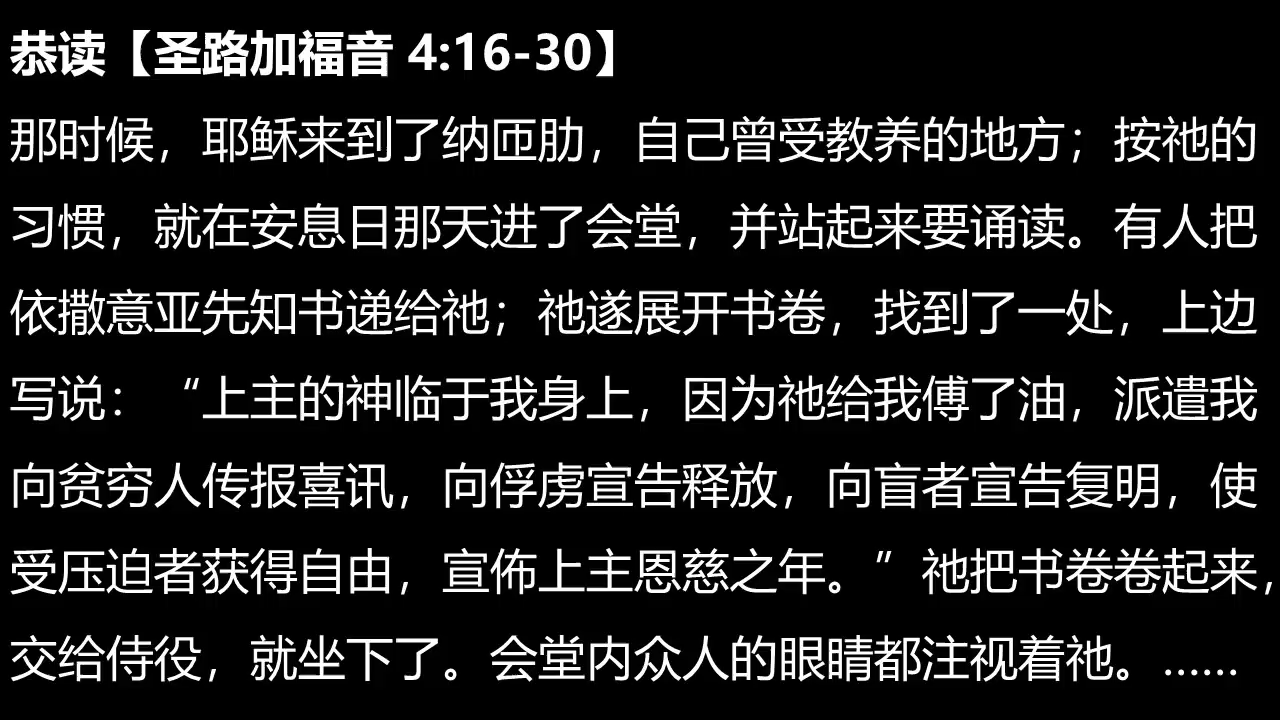 恭读【圣路加福音 4:16-30】
那时候，耶稣来到了纳匝肋，自己曾受教养的地方；按祂的
习惯，就在安息日那天进了会堂，并站起来要诵读。有人把
依撒意亚先知书递给祂；祂遂展开书卷，找到了一处，上边
写说：“上主的神临于我身上，因为祂给我傅了油，派遣我
向贫穷人传报喜讯，向俘虏宣告释放，向盲者宣告复明，使
受压迫者获得自由，宣佈上主恩慈之年。”祂把书卷卷起来，
交给侍役，就坐下了。会堂内众人的眼睛都注视着祂。……